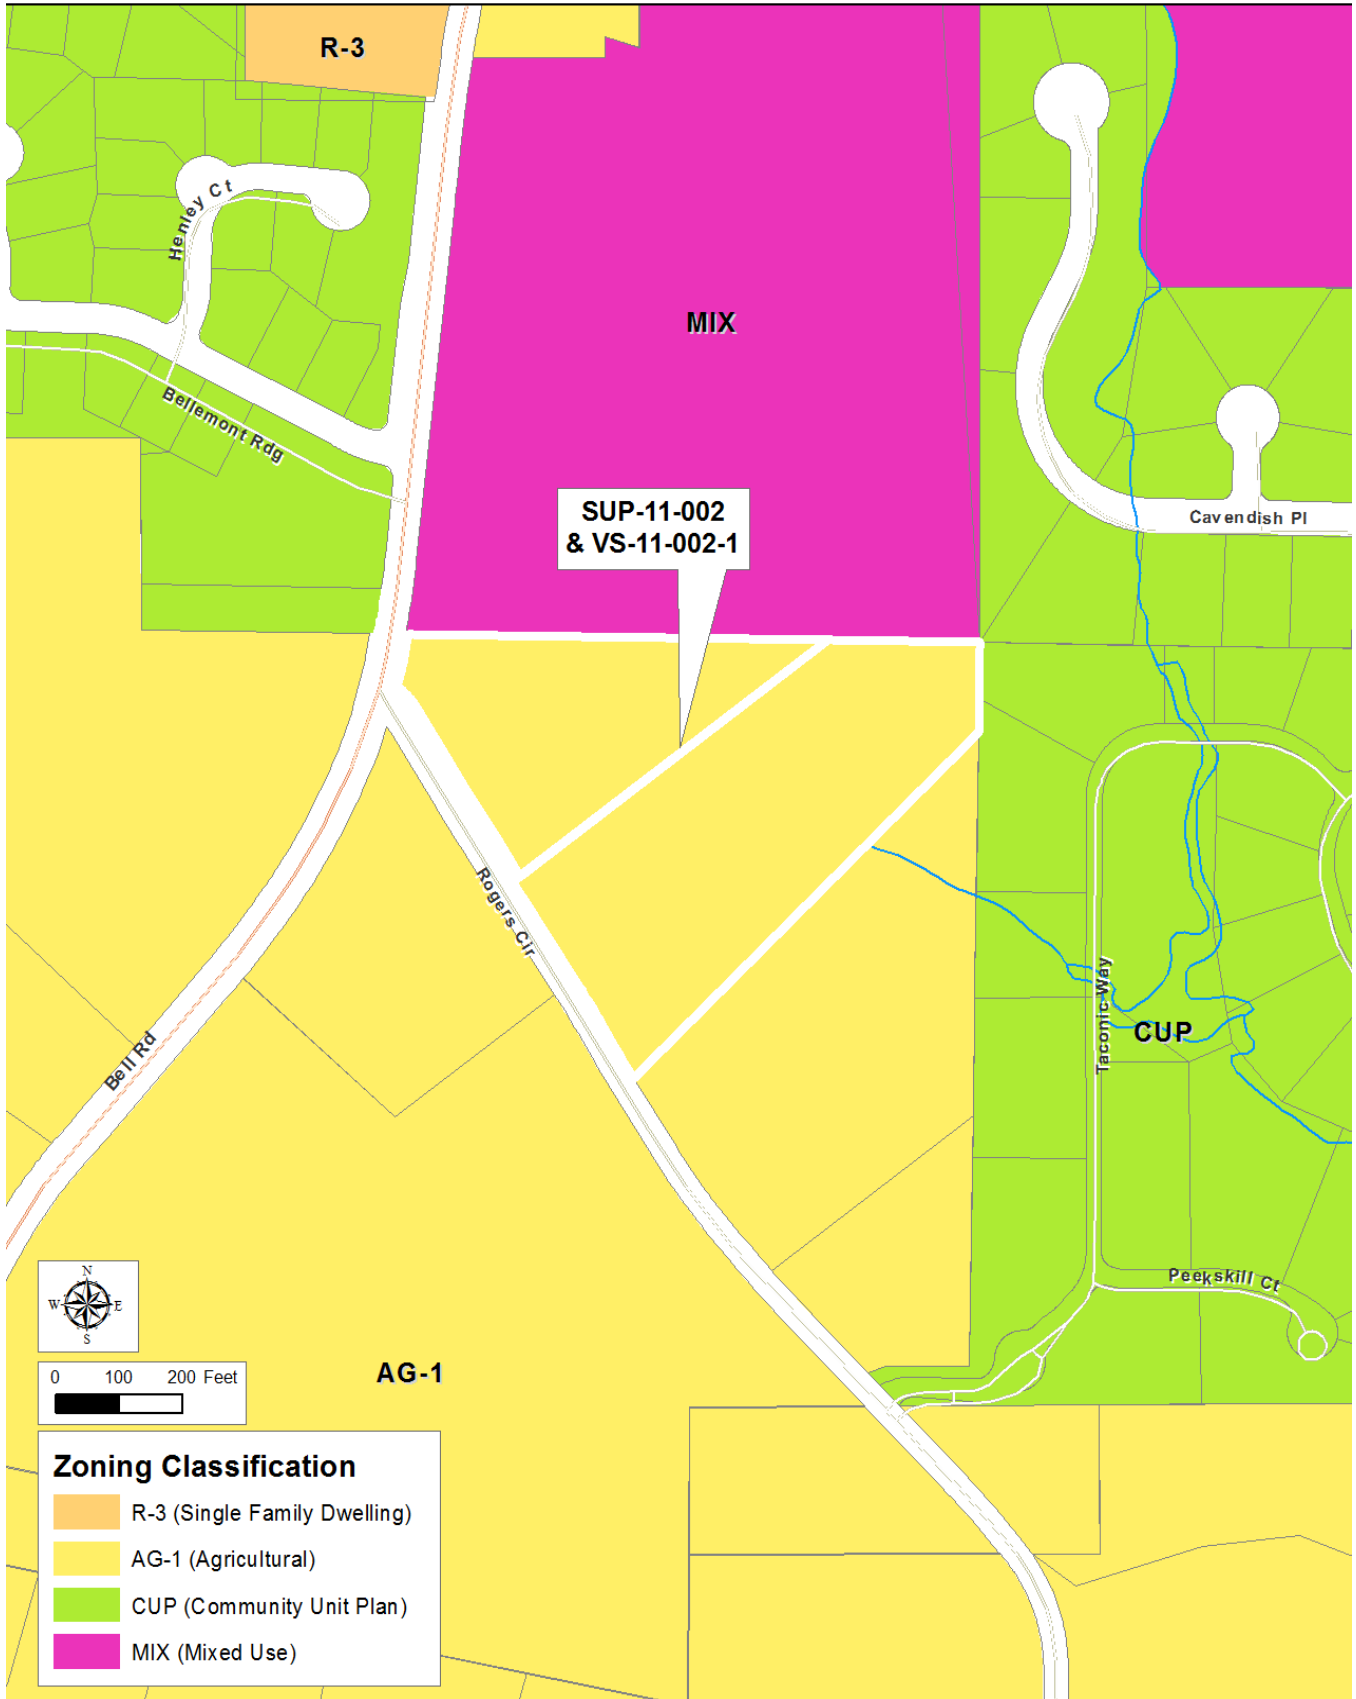 R-3
Henley Ct
MIX
Bellemont Rdg
SUP-11-002
& VS-11-002-1
Cavendish Pl
Rogers Cir
Taconic Way
CUP
Bell Rd
Peekskill Ct
N
W E
S
AG-1
0 100 200 Feet
Zoning Classification
R-3 (Single Family Dwelling)
AG-1 (Agricultural)
CUP (Community Unit Plan)
MIX (Mixed Use)